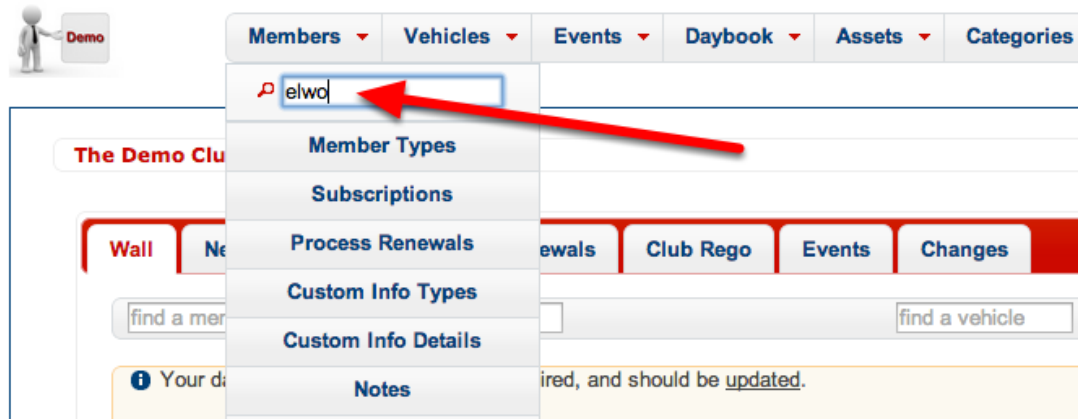 Demo
Members Vehicles Events Daybook Assets Categories
elwo
Member Types
The Demo Clu
Subscriptions
Wall Ne Process Renewals ewals Club Rego Events Changes
Custom Info Types
find a mer find a vehicle
Custom Info Details
Your da ired, and should be updated.
Notes